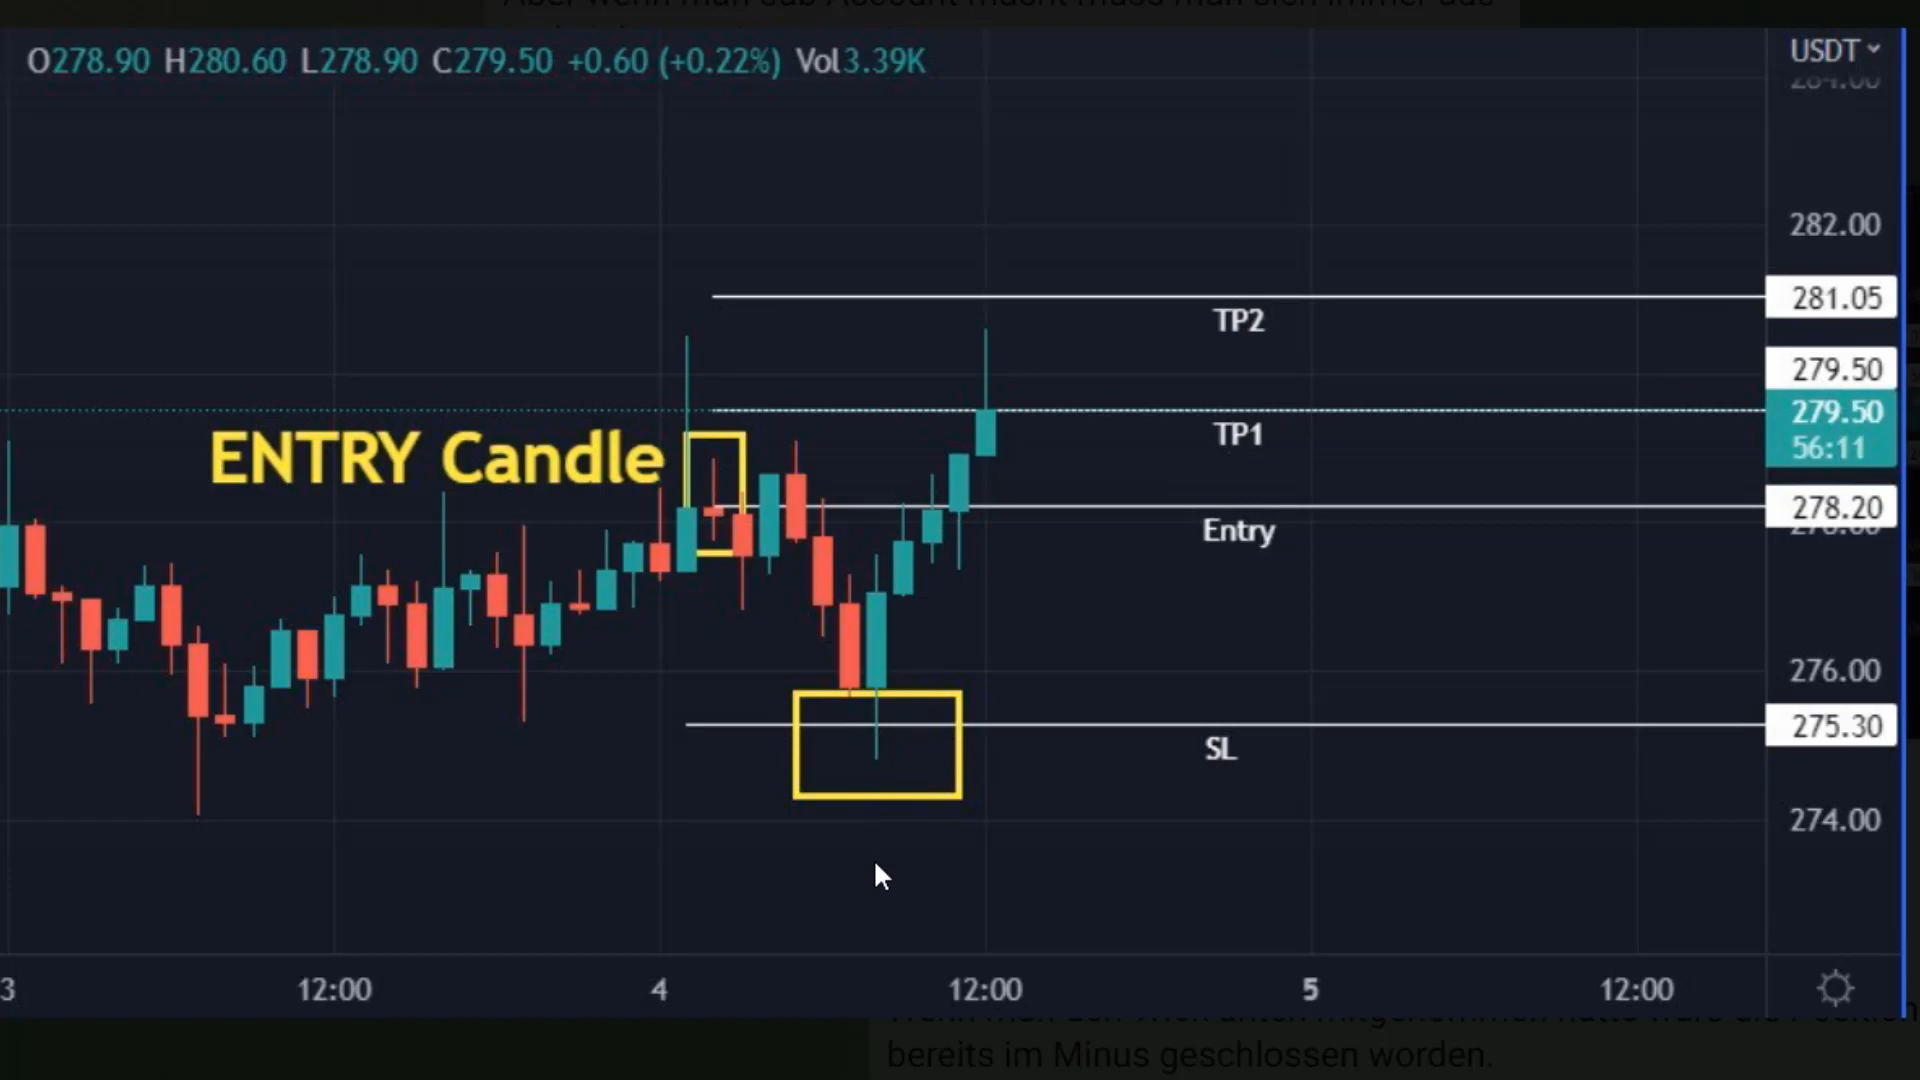 O278.90 H280.60 L278.90 C279.50 +0.60 (+0.22%) Vol3.39K
USDT
284.00
282.00
281.05
TP2
279.50
279.50
TP1
56:11
ENTRY Candle
278.20
Entry
276.00
275.30
SL
274.00
3 12:00 4 12:00 5 12:00
bereits im Minus geschlossen worden.